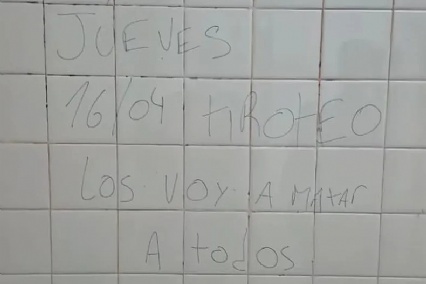 JUEVES
16/04 tIROtEO
LOS VOY A MAtAr
A todos